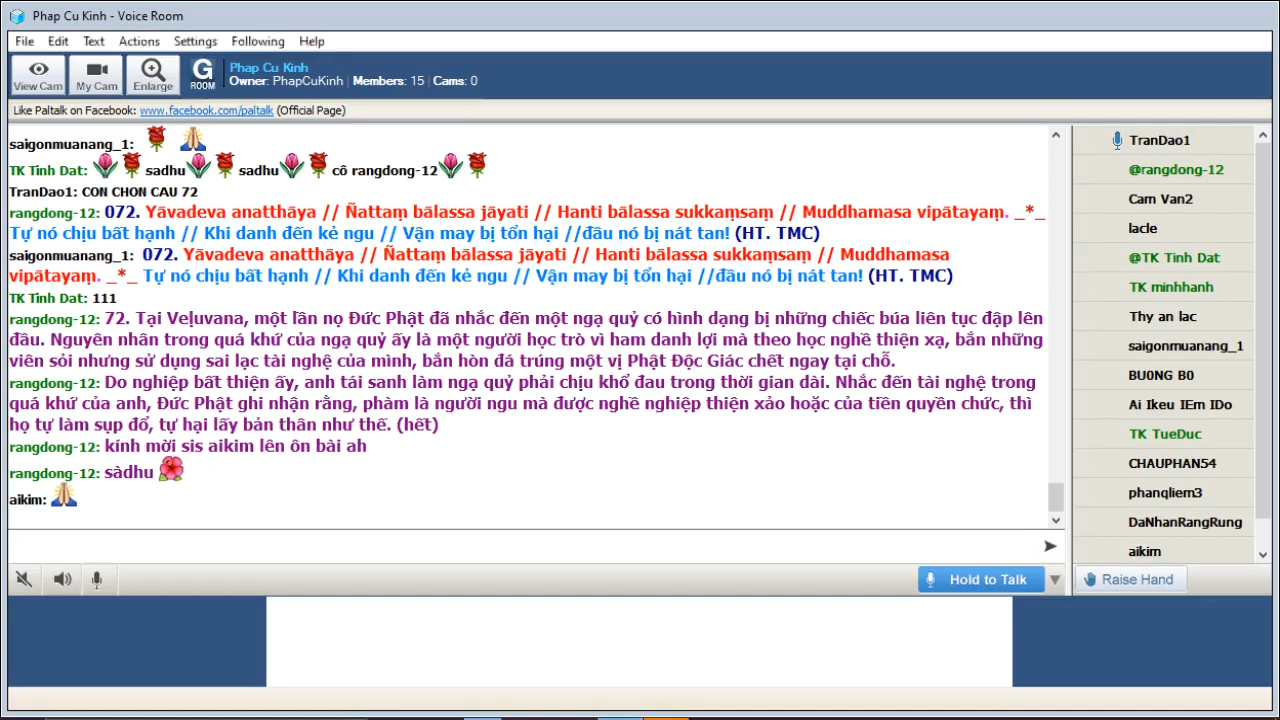 Phap Cu Kinh - Voice Room
File Edit Text Actions Settings Following Help
View Cam My Cam Enlarge G ROOM
Phap Cu Kinh
Owner: PhapCuKinh | Members: 15 | Cams: 0
Like Paltalk on Facebook: www.facebook.com/paltalk (Official Page)
saigonmuanang_1:
TK Tinh Dat: sadhu sadhu cô rangdong-12
TranDao1: CON CHON CAU 72
rangdong-12: 072. Yāvadeva anatthāya // Ñattaṃ bālassa jāyati // Hanti bālassa sukkaṃsaṃ // Muddhamasa vipātayaṃ. _*_
Tự nó chịu bất hạnh // Khi danh đến kẻ ngu // Vận may bị tổn hại //đầu nó bị nát tan! (HT. TMC)
saigonmuanang_1: 072. Yāvadeva anatthāya // Ñattaṃ bālassa jāyati // Hanti bālassa sukkaṃsaṃ // Muddhamasa
vipātayaṃ. _*_ Tự nó chịu bất hạnh // Khi danh đến kẻ ngu // Vận may bị tổn hại //đầu nó bị nát tan! (HT. TMC)
TK Tinh Dat: 111
rangdong-12: 72. Tại Veḷuvana, một lần nọ Đức Phật đã nhắc đến một ngạ quỷ có hình dạng bị những chiếc búa liên tục đập lên
đầu. Nguyên nhân trong quá khứ của ngạ quỷ ấy là một người học trò vì ham danh lợi mà theo học nghề thiện xạ, bắn những
viên sỏi nhưng sử dụng sai lạc tài nghệ của mình, bắn hòn đá trúng một vị Phật Độc Giác chết ngay tại chỗ.
rangdong-12: Do nghiệp bất thiện ấy, anh tái sanh làm ngạ quỷ phải chịu khổ đau trong thời gian dài. Nhắc đến tài nghệ trong
quá khứ của anh, Đức Phật ghi nhận rằng, phàm là người ngu mà được nghề nghiệp thiện xảo hoặc của tiền quyền chức, thì
họ tự làm sụp đổ, tự hại lấy bản thân như thế. (hết)
rangdong-12: kính mời sis aikim lên ôn bài ah
rangdong-12: sàdhu
aikim:
Hold to Talk
TranDao1
@rangdong-12
Cam Van2
lacle
@TK Tinh Dat
TK minhhanh
Thy an lac
saigonmuanang_1
BU0NG B0
Ai Ikeu IEm IDo
TK TueDuc
CHAUPHAN54
phanqliem3
DaNhanRangRung
aikim
Raise Hand